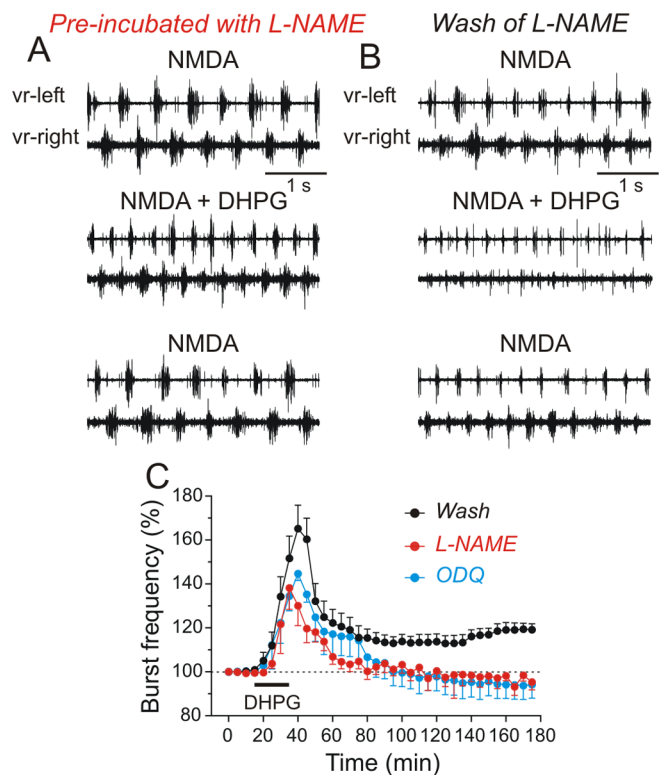 Pre-incubated with L-NAME
Wash of L-NAME
A
NMDA
vr-left
vr-right
1 s
NMDA + DHPG
NMDA
B
NMDA
vr-left
vr-right
1 s
NMDA + DHPG
NMDA
C
Burst frequency (%)
180
160
140
120
100
80
Wash
L-NAME
ODQ
DHPG
0 20 40 60 80 100 120 140 160 180
Time (min)